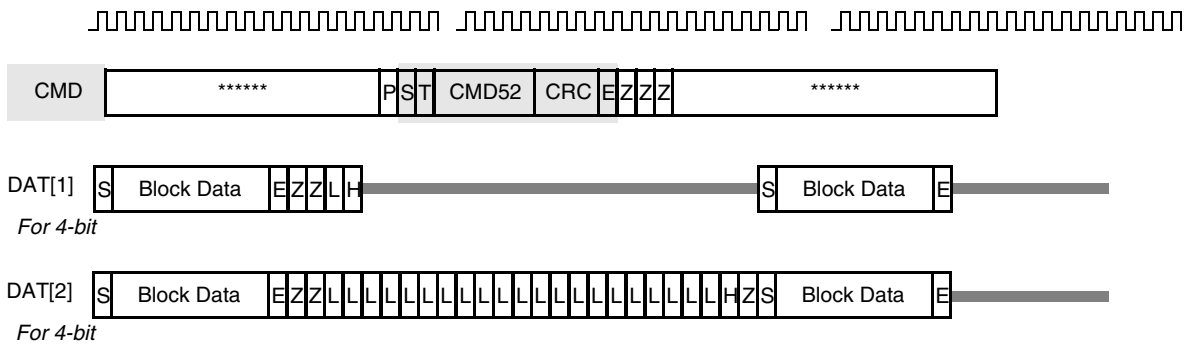 CMD ****** P S T CMD52 CRC E Z Z Z ******
DAT[1] S Block Data E Z Z L H S Block Data E
For 4-bit
DAT[2] S Block Data E Z Z L L L L L L L L L L L L L L L L L L L L L H Z S Block Data E
For 4-bit